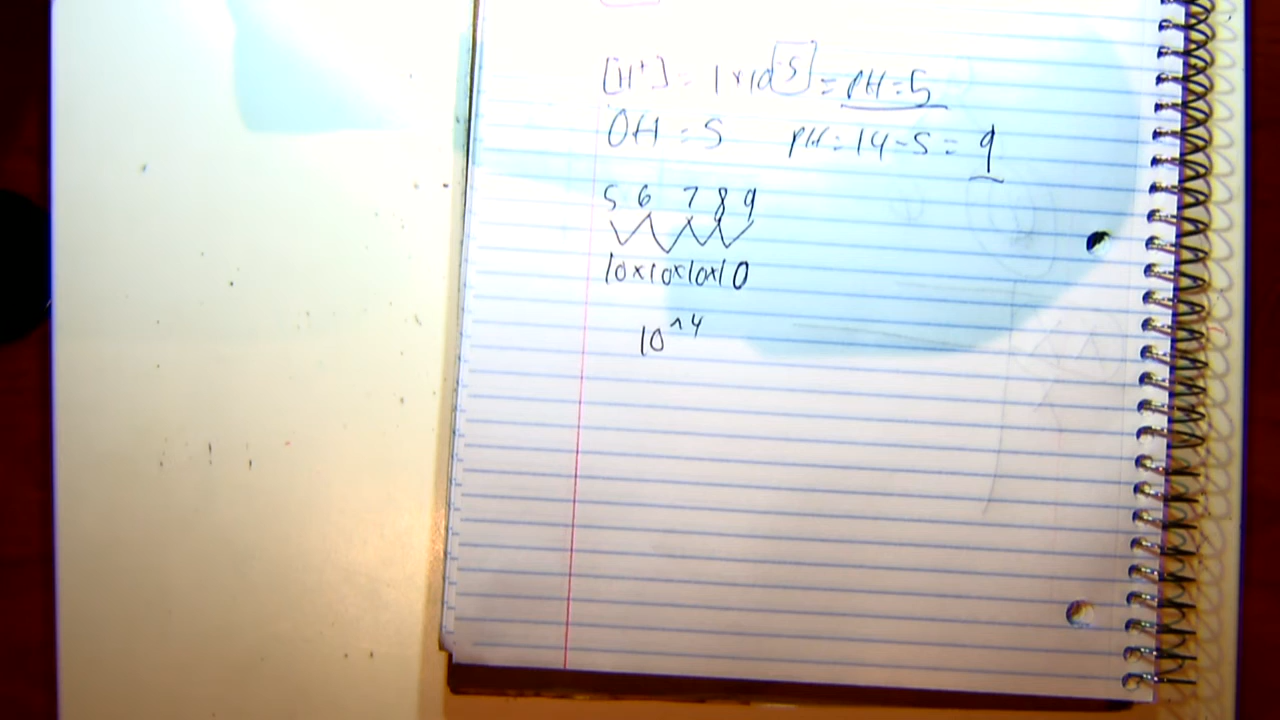 [H⁺] = 1×10⁻⁵ = pH=5
OH = 5 pH=14-5= 9
5 6 7 8 9
10×10×10×10
10^4